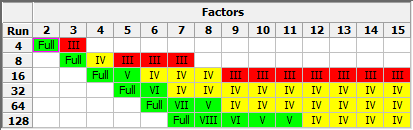 Factors
Run 2 3 4 5 6 7 8 9 10 11 12 13 14 15
4 Full III
8 Full IV III III III
16 Full V IV IV IV III III III III III III III
32 Full VI IV IV IV IV IV IV IV IV IV
64 Full VII V IV IV IV IV IV IV IV
128 Full VIII VI V V IV IV IV IV